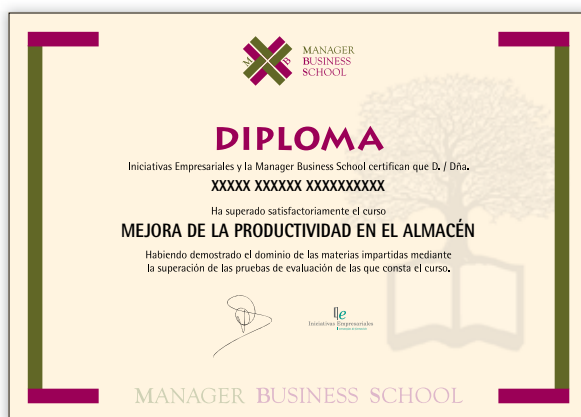 M B
MANAGER
BUSINESS
SCHOOL
DIPLOMA
Iniciativas Empresariales y la Manager Business School certifican que D. / Dña.
XXXXX XXXXXX XXXXXXXXXX
Ha superado satisfactoriamente el curso
MEJORA DE LA PRODUCTIVIDAD EN EL ALMACÉN
Habiendo demostrado el dominio de las materias impartidas mediante
la superación de las pruebas de evaluación de las que consta el curso.
Ie
Iniciativas Empresariales
MANAGER BUSINESS SCHOOL